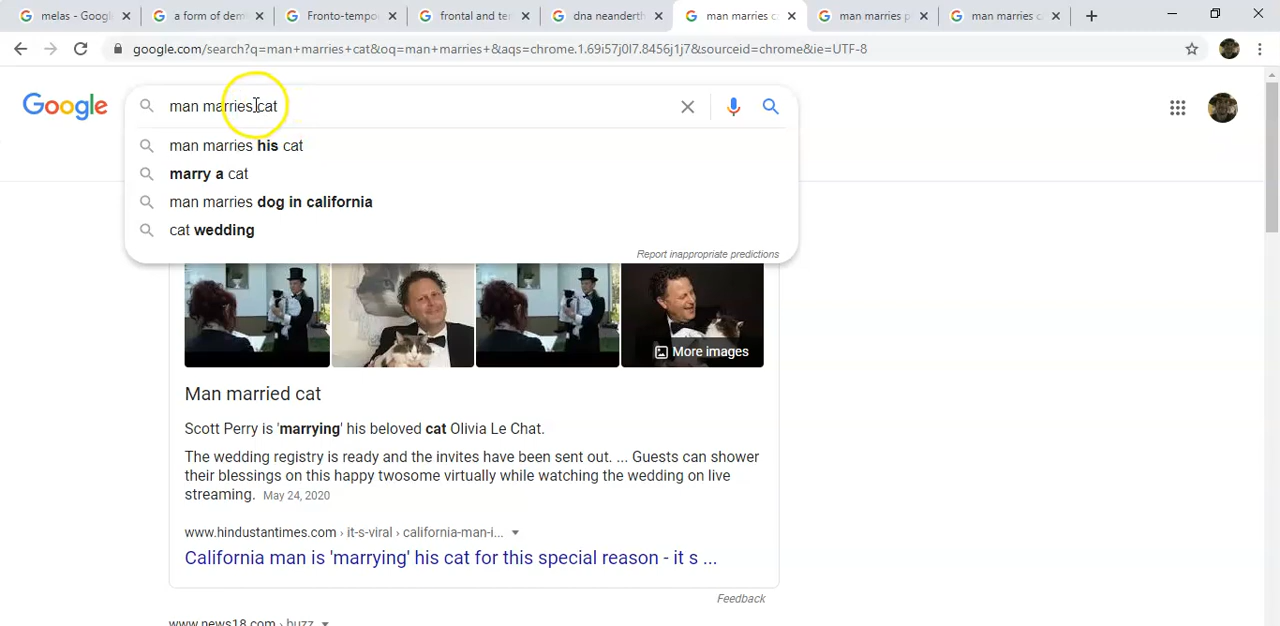 melas - Googl
a form of dem
Fronto-tempo
frontal and te
dna neanderth
man marries c
man marries p
man marries c
google.com/search?q=man+marries+cat&oq=man+marries+&aqs=chrome.1.69i57j0l7.8456j1j7&sourceid=chrome&ie=UTF-8
Google
man marries cat
man marries his cat
marry a cat
man marries dog in california
cat wedding
Report inappropriate predictions
More images
Man married cat
Scott Perry is 'marrying' his beloved cat Olivia Le Chat.
The wedding registry is ready and the invites have been sent out. ... Guests can shower
their blessings on this happy twosome virtually while watching the wedding on live
streaming. May 24, 2020
www.hindustantimes.com › it-s-viral › california-man-i...
California man is 'marrying' his cat for this special reason - it s ...
Feedback
www.news18.com › buzz